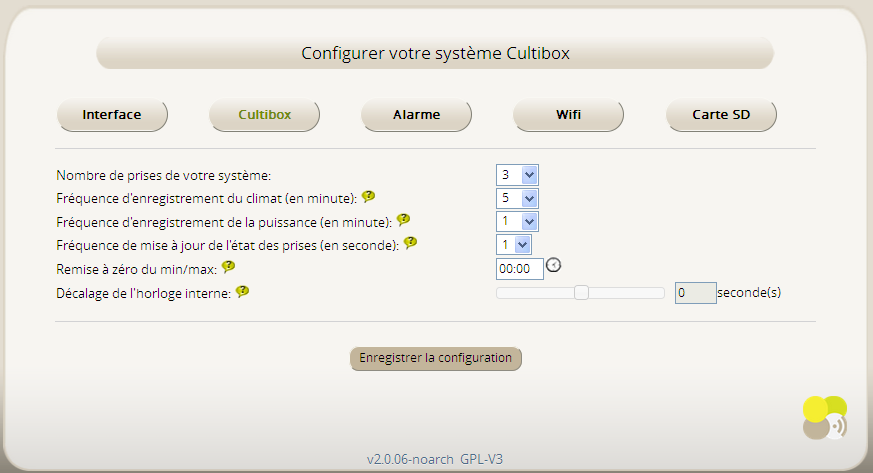 Configurer votre système Cultibox
Interface Cultibox Alarme Wifi Carte SD
Nombre de prises de votre système: 3
Fréquence d'enregistrement du climat (en minute): ? 5
Fréquence d'enregistrement de la puissance (en minute): ? 1
Fréquence de mise à jour de l'état des prises (en seconde): ? 1
Remise à zéro du min/max: ? 00:00
Décalage de l'horloge interne: ? 0 seconde(s)
Enregistrer la configuration
v2.0.06-noarch GPL-V3